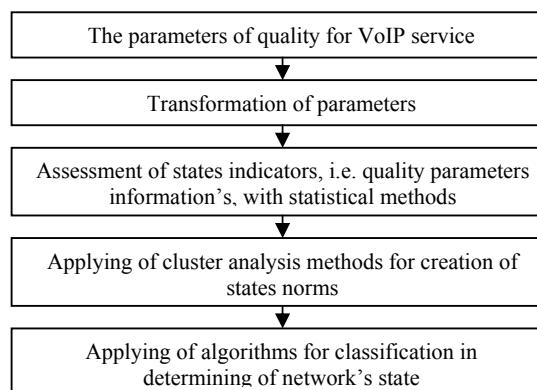 The parameters of quality for VoIP service
Transformation of parameters
Assessment of states indicators, i.e. quality parameters
information’s, with statistical methods
Applying of cluster analysis methods for creation of
states norms
Applying of algorithms for classification in
determining of network’s state